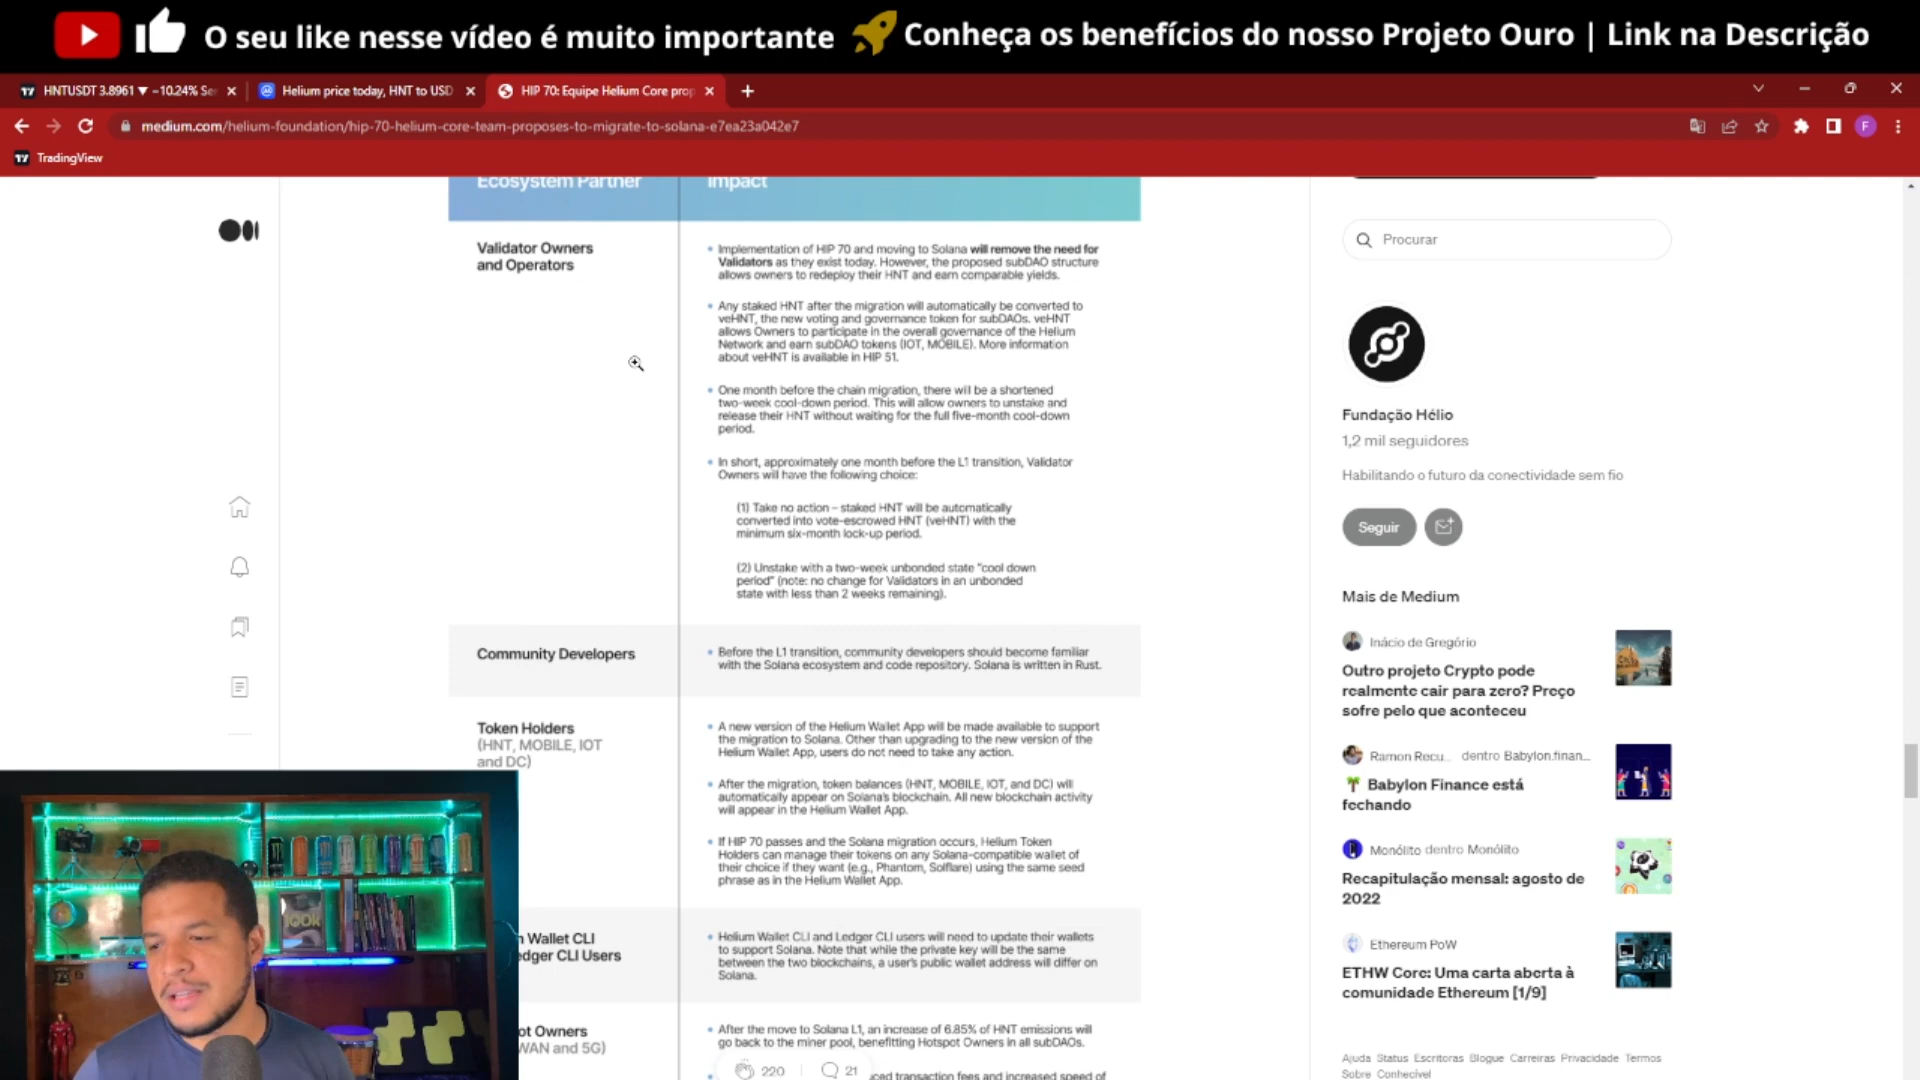 O seu like nesse vídeo é muito importante
Conheça os benefícios do nosso Projeto Ouro | Link na Descrição
HNTUSDT 3.8961 ▼ −10.24% Se
Helium price today, HNT to USD
HIP 70: Equipe Helium Core prop
medium.com/helium-foundation/hip-70-helium-core-team-proposes-to-migrate-to-solana-e7ea23a042e7
F
TradingView
Ecosystem Partner
Impact
Validator Owners
and Operators
• Implementation of HIP 70 and moving to Solana will remove the need for
Validators as they exist today. However, the proposed subDAO structure
allows owners to redeploy their HNT and earn comparable yields.
• Any staked HNT after the migration will automatically be converted to
veHNT, the new voting and governance token for subDAOs. veHNT
allows Owners to participate in the overall governance of the Helium
Network and earn subDAO tokens (IOT, MOBILE). More information
about veHNT is available in HIP 51.
• One month before the chain migration, there will be a shortened
two-week cool-down period. This will allow owners to unstake and
release their HNT without waiting for the full five-month cool-down
period.
• In short, approximately one month before the L1 transition, Validator
Owners will have the following choice:
(1) Take no action – staked HNT will be automatically
converted into vote-escrowed HNT (veHNT) with the
minimum six-month lock-up period.
(2) Unstake with a two-week unbonded state "cool down
period" (note: no change for Validators in an unbonded
state with less than 2 weeks remaining).
Community Developers
• Before the L1 transition, community developers should become familiar
with the Solana ecosystem and code repository. Solana is written in Rust.
Token Holders
(HNT, MOBILE, IOT
and DC)
• A new version of the Helium Wallet App will be made available to support
the migration to Solana. Other than upgrading to the new version of the
Helium Wallet App, users do not need to take any action.
• After the migration, token balances (HNT, MOBILE, IOT, and DC) will
automatically appear on Solana's blockchain. All new blockchain activity
will appear in the Helium Wallet App.
• If HIP 70 passes and the Solana migration occurs, Helium Token
Holders can manage their tokens on any Solana-compatible wallet of
their choice if they want (e.g., Phantom, Solflare) using the same seed
phrase as in the Helium Wallet App.
Wallet CLI
edger CLI Users
• Helium Wallet CLI and Ledger CLI users will need to update their wallets
to support Solana. Note that while the private key will be the same
between the two blockchains, a user's public wallet address will differ on
Solana.
ot Owners
WAN and 5G)
• After the move to Solana L1, an increase of 6.85% of HNT emissions will
go back to the miner pool, benefitting Hotspot Owners in all subDAOs.
ced transaction fees and increased speed of
220
21
Procurar
Fundação Hélio
1,2 mil seguidores
Habilitando o futuro da conectividade sem fio
Seguir
Mais de Medium
Inácio de Gregório
Outro projeto Crypto pode
realmente cair para zero? Preço
sofre pelo que aconteceu
Ramon Recu... dentro Babylon.finan...
🌴 Babylon Finance está
fechando
Monólito dentro Monólito
Recapitulação mensal: agosto de
2022
Ethereum PoW
ETHW Core: Uma carta aberta à
comunidade Ethereum [1/9]
Ajuda Status Escritoras Blogue Carreiras Privacidade Termos
Sobre Conhecível
100k